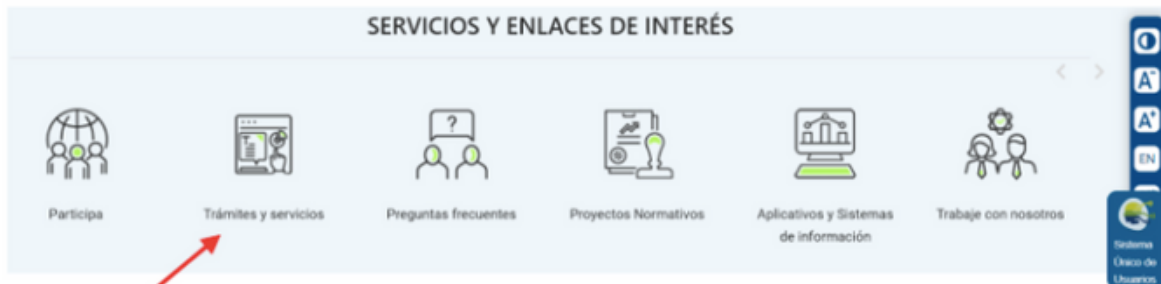 SERVICIOS Y ENLACES DE INTERÉS
?
Participa
Trámites y servicios
Preguntas frecuentes
Proyectos Normativos
Aplicativos y Sistemas
de información
Trabaje con nosotros
A-
A+
EN
Sistema
Único de
Usuarios